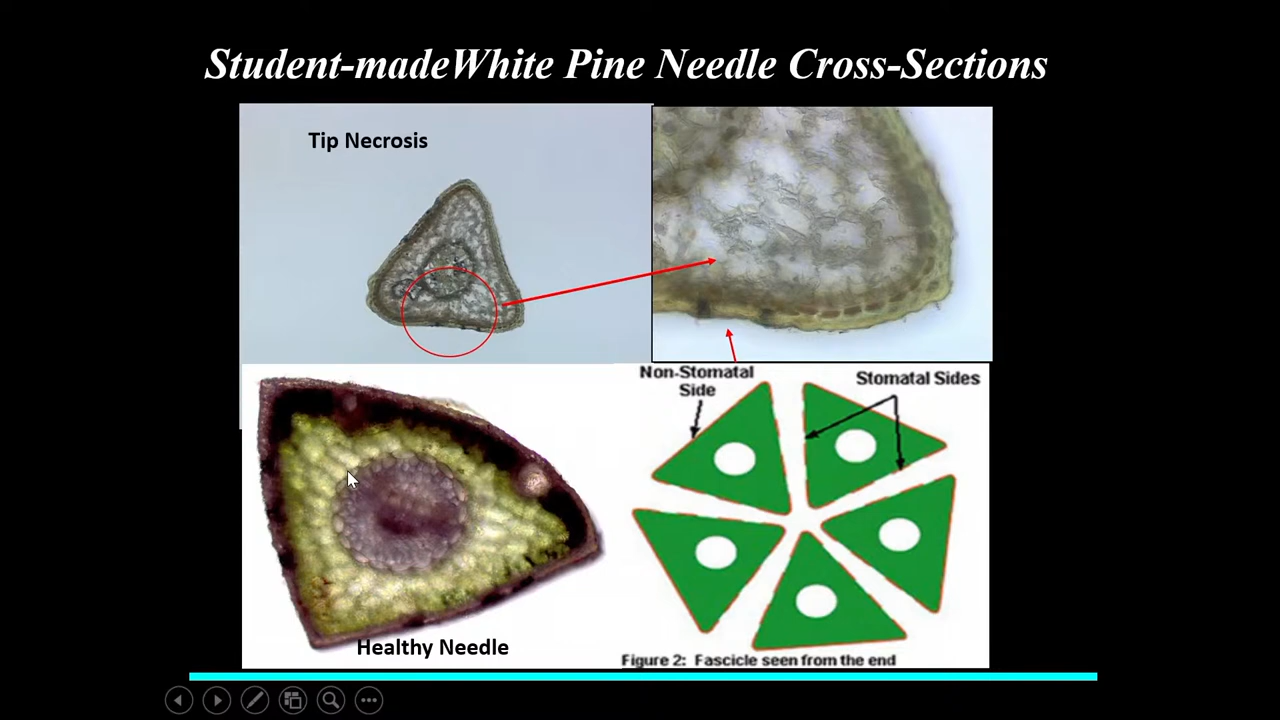 Student-madeWhite Pine Needle Cross-Sections
Tip Necrosis
Non-Stomatal
Side
Stomatal Sides
Healthy Needle
Figure 2: Fascicle seen from the end